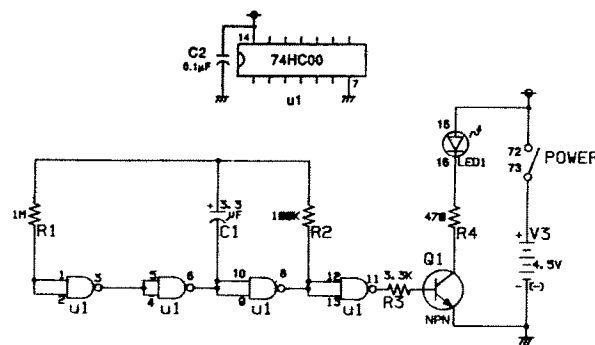 14
C2
0.1µF
74HC00
7
u1
15
16
LED1
72
73
POWER
1M
R1
3.3
µF
C1
100K
R2
470
R4
V3
4.5V
(-)
Q1
NPN
3.3K
R3
1
2
3
u1
5
4
6
u1
10
9
8
u1
12
13
11
u1